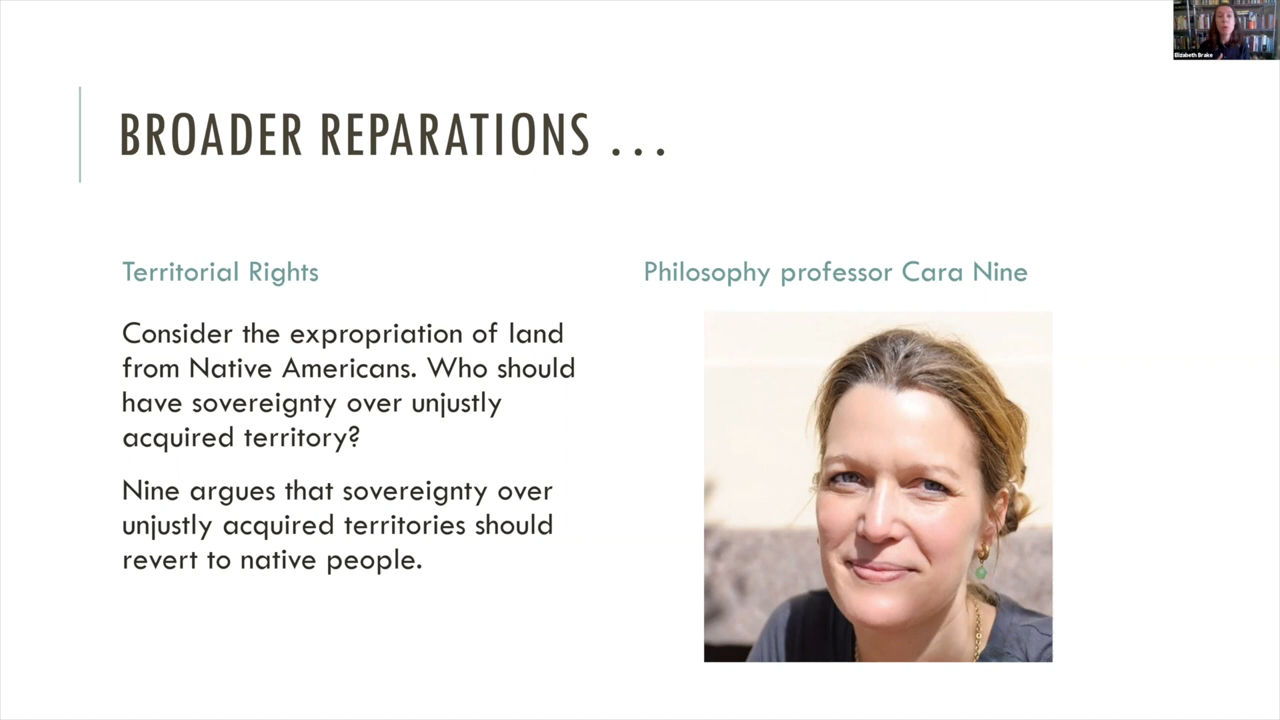 Elizabeth Brake
BROADER REPARATIONS ...
Territorial Rights
Consider the expropriation of land
from Native Americans. Who should
have sovereignty over unjustly
acquired territory?
Nine argues that sovereignty over
unjustly acquired territories should
revert to native people.
Philosophy professor Cara Nine